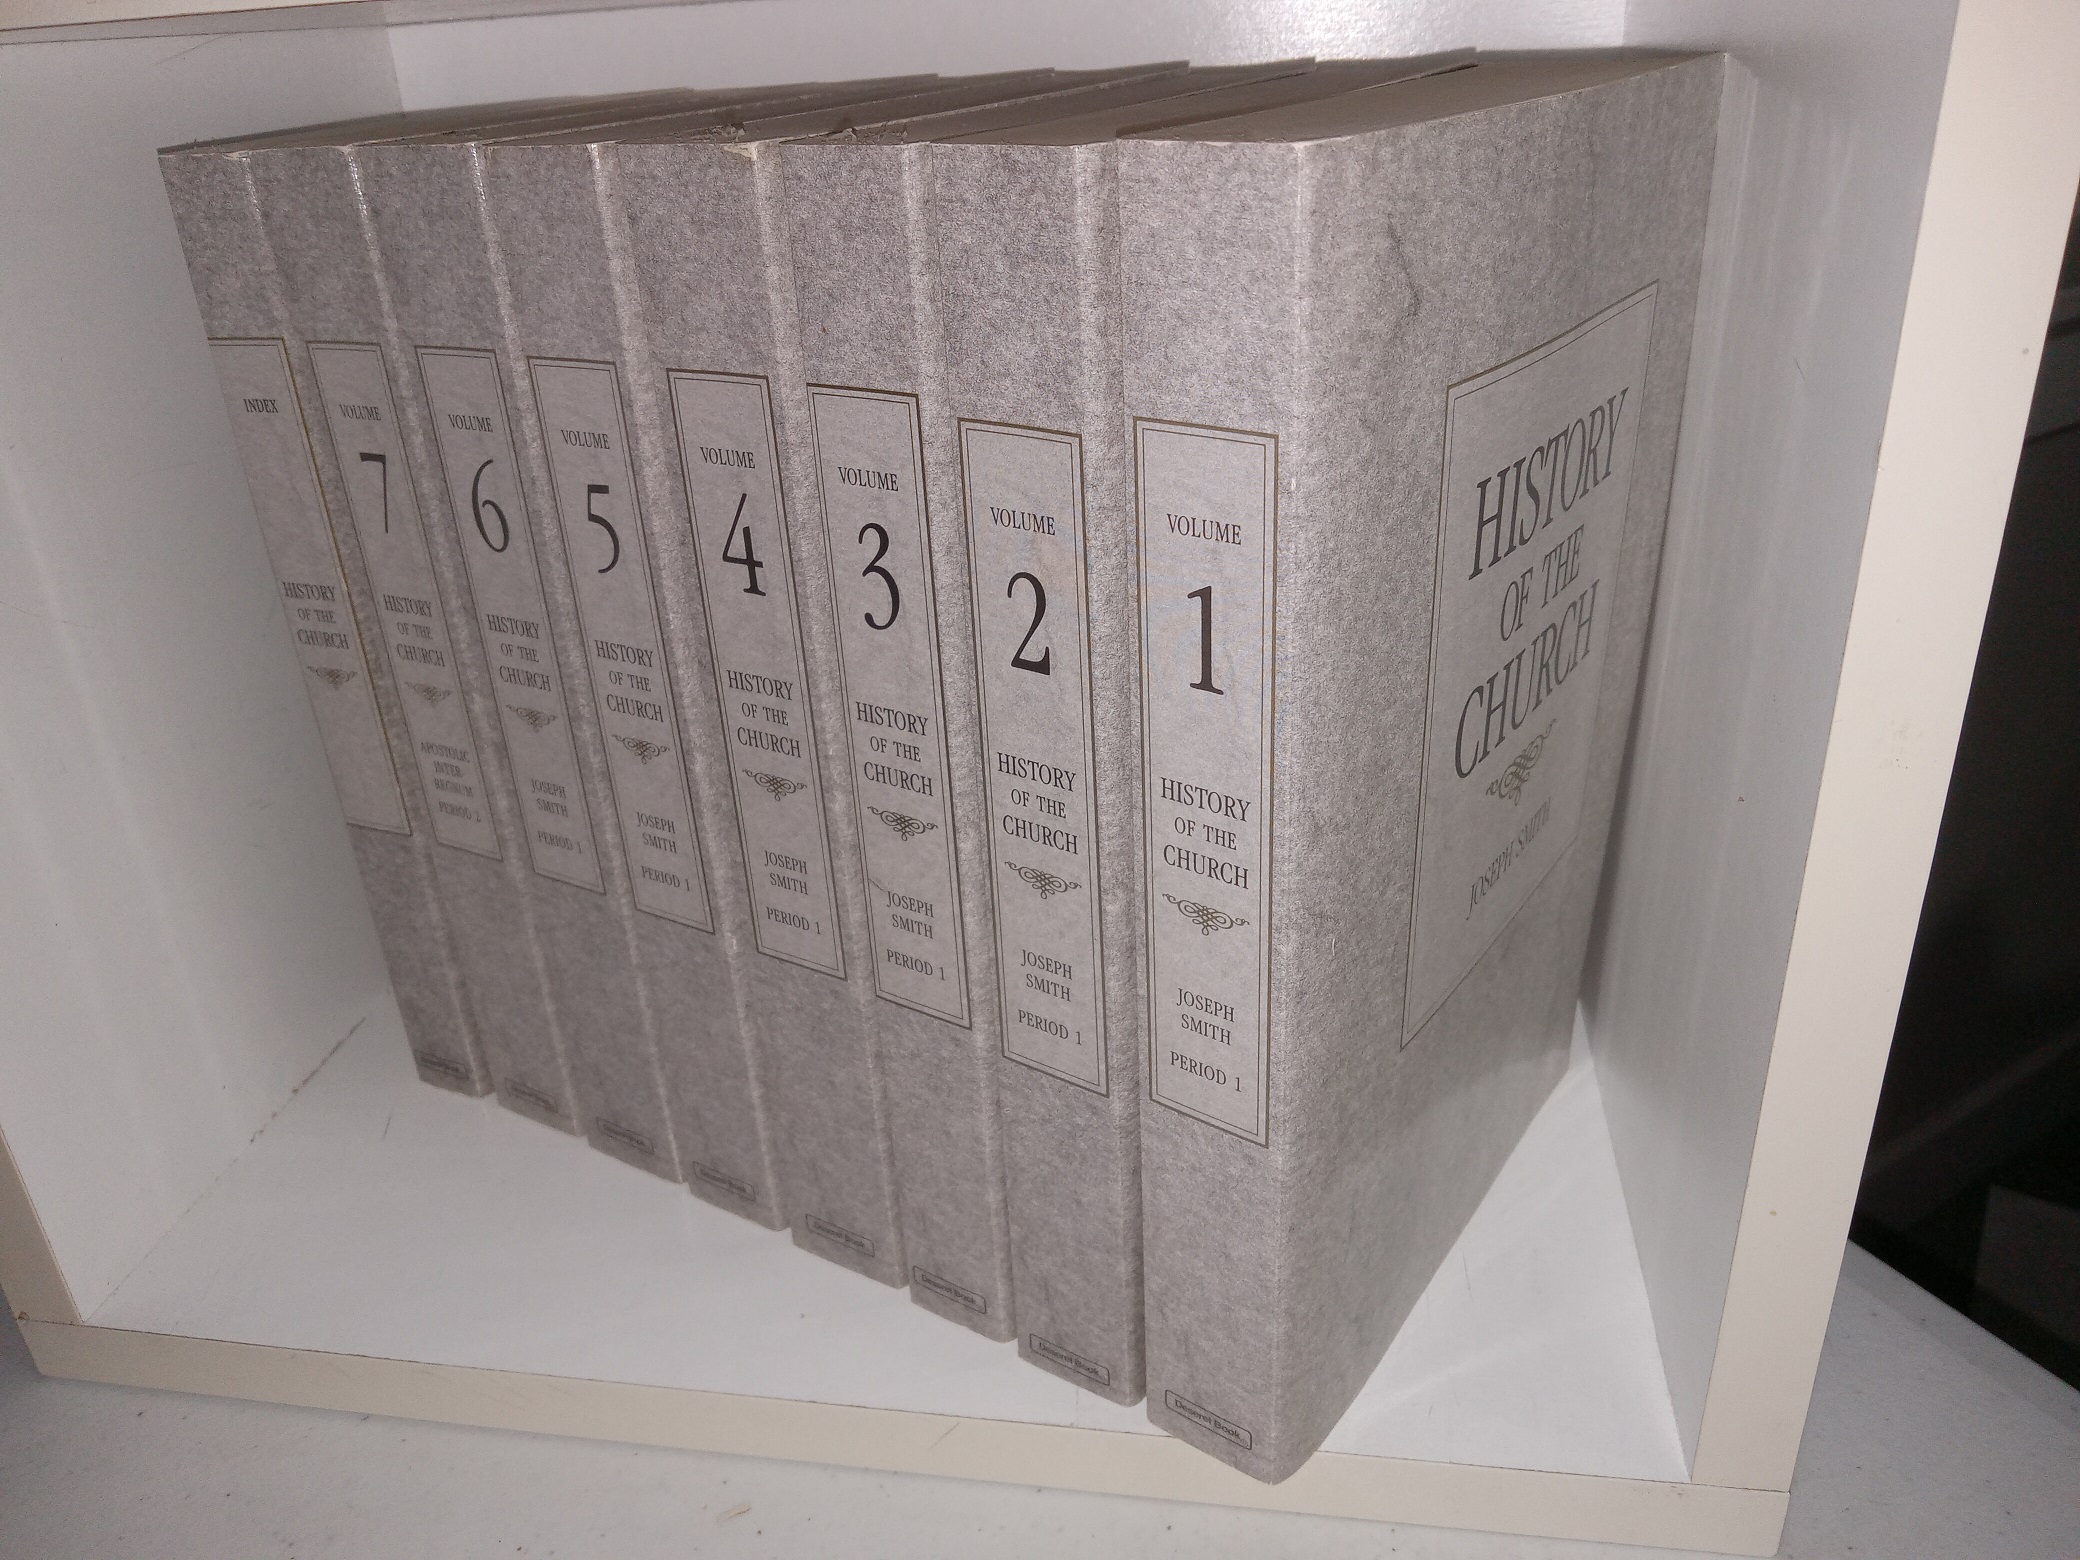 INDEX
HISTORY
OF THE
CHURCH
VOLUME
7
HISTORY
OF THE
CHURCH
APOSTOLIC
INTER-
REGNUM
PERIOD 2
VOLUME
6
HISTORY
OF THE
CHURCH
JOSEPH
SMITH
PERIOD 1
VOLUME
5
HISTORY
OF THE
CHURCH
JOSEPH
SMITH
PERIOD 1
VOLUME
4
HISTORY
OF THE
CHURCH
JOSEPH
SMITH
PERIOD 1
Deseret Book
VOLUME
3
HISTORY
OF THE
CHURCH
JOSEPH
SMITH
PERIOD 1
Deseret Book
VOLUME
2
HISTORY
OF THE
CHURCH
JOSEPH
SMITH
PERIOD 1
Deseret Book
VOLUME
1
HISTORY
OF THE
CHURCH
JOSEPH
SMITH
PERIOD 1
Deseret Book
HISTORY
OF THE
CHURCH
JOSEPH SMITH